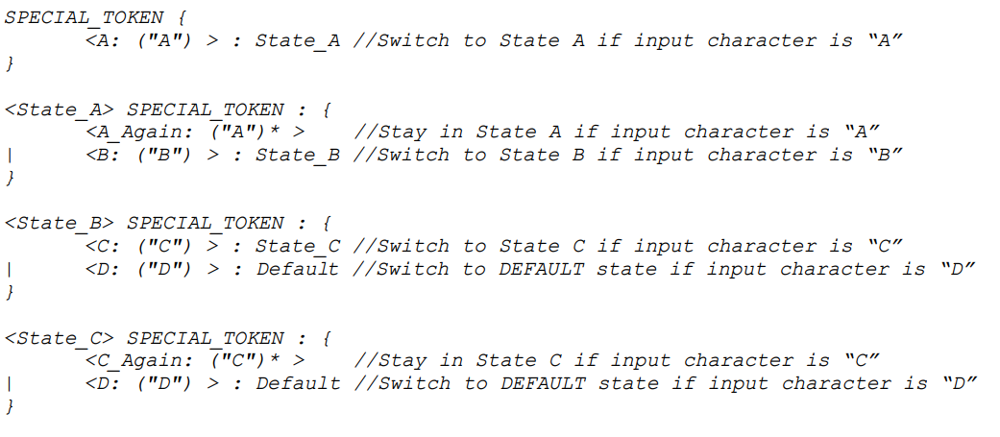 SPECIAL_TOKEN {
<A: ("A") > : State_A //Switch to State A if input character is “A”
}
<State_A> SPECIAL_TOKEN : {
<A_Again: ("A")* > //Stay in State A if input character is “A”
| <B: ("B") > : State_B //Switch to State B if input character is “B”
}
<State_B> SPECIAL_TOKEN : {
<C: ("C") > : State_C //Switch to State C if input character is “C”
| <D: ("D") > : Default //Switch to DEFAULT state if input character is “D”
}
<State_C> SPECIAL_TOKEN : {
<C_Again: ("C")* > //Stay in State C if input character is “C”
| <D: ("D") > : Default //Switch to DEFAULT state if input character is “D”
}